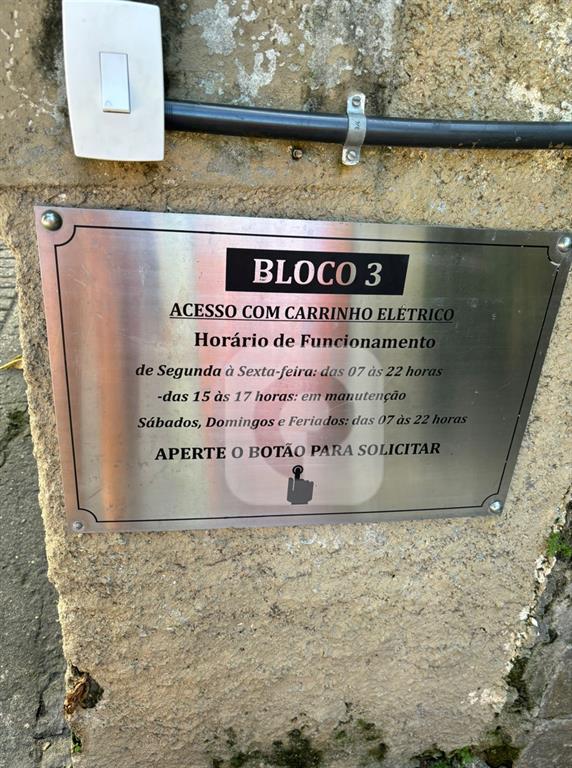 BLOCO 3
ACESSO COM CARRINHO ELÉTRICO
Horário de Funcionamento
de Segunda à Sexta-feira: das 07 às 22 horas
-das 15 às 17 horas: em manutenção
Sábados, Domingos e Feriados: das 07 às 22 horas
APERTE O BOTÃO PARA SOLICITAR